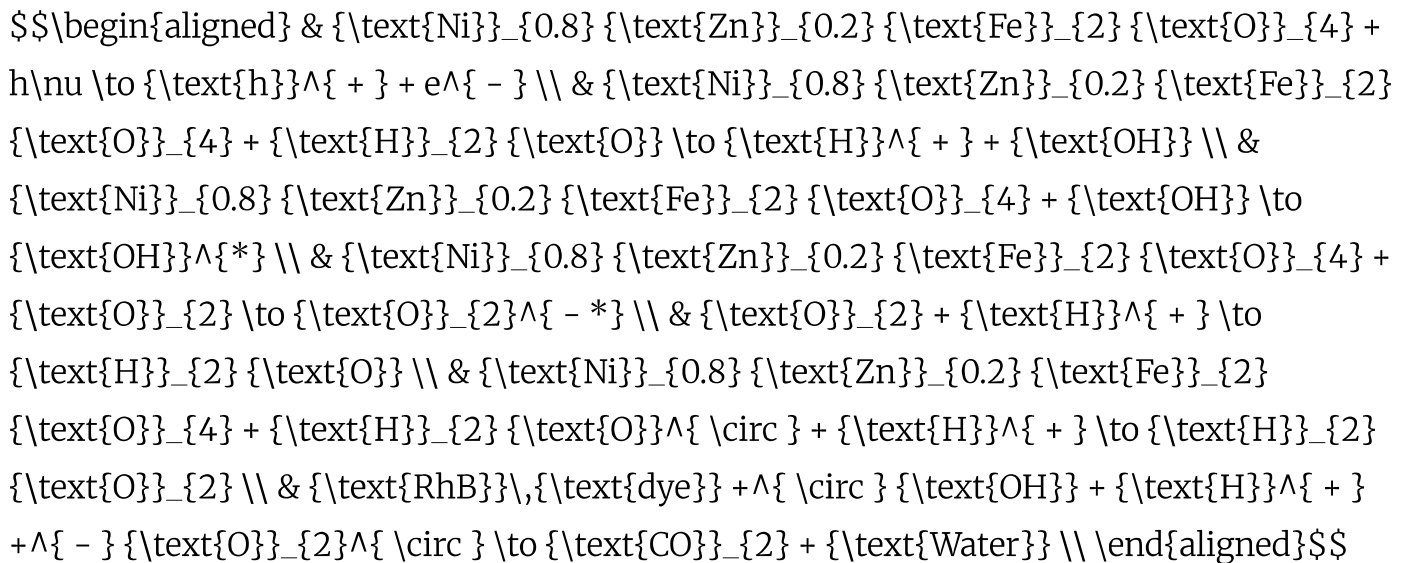 $$\begin{aligned} & {\text{Ni}}_{0.8} {\text{Zn}}_{0.2} {\text{Fe}}_{2} {\text{O}}_{4} +
h\nu \to {\text{h}}^{ + } + e^{ - } \\ & {\text{Ni}}_{0.8} {\text{Zn}}_{0.2} {\text{Fe}}_{2}
{\text{O}}_{4} + {\text{H}}_{2} {\text{O}} \to {\text{H}}^{ + } + {\text{OH}} \\ &
{\text{Ni}}_{0.8} {\text{Zn}}_{0.2} {\text{Fe}}_{2} {\text{O}}_{4} + {\text{OH}} \to
{\text{OH}}^{*} \\ & {\text{Ni}}_{0.8} {\text{Zn}}_{0.2} {\text{Fe}}_{2} {\text{O}}_{4} +
{\text{O}}_{2} \to {\text{O}}_{2}^{ - *} \\ & {\text{O}}_{2} + {\text{H}}^{ + } \to
{\text{H}}_{2} {\text{O}} \\ & {\text{Ni}}_{0.8} {\text{Zn}}_{0.2} {\text{Fe}}_{2}
{\text{O}}_{4} + {\text{H}}_{2} {\text{O}}^{ \circ } + {\text{H}}^{ + } \to {\text{H}}_{2}
{\text{O}}_{2} \\ & {\text{RhB}}\,{\text{dye}} +^{ \circ } {\text{OH}} + {\text{H}}^{ + }
+^{ - } {\text{O}}_{2}^{ \circ } \to {\text{CO}}_{2} + {\text{Water}} \\ \end{aligned}$$